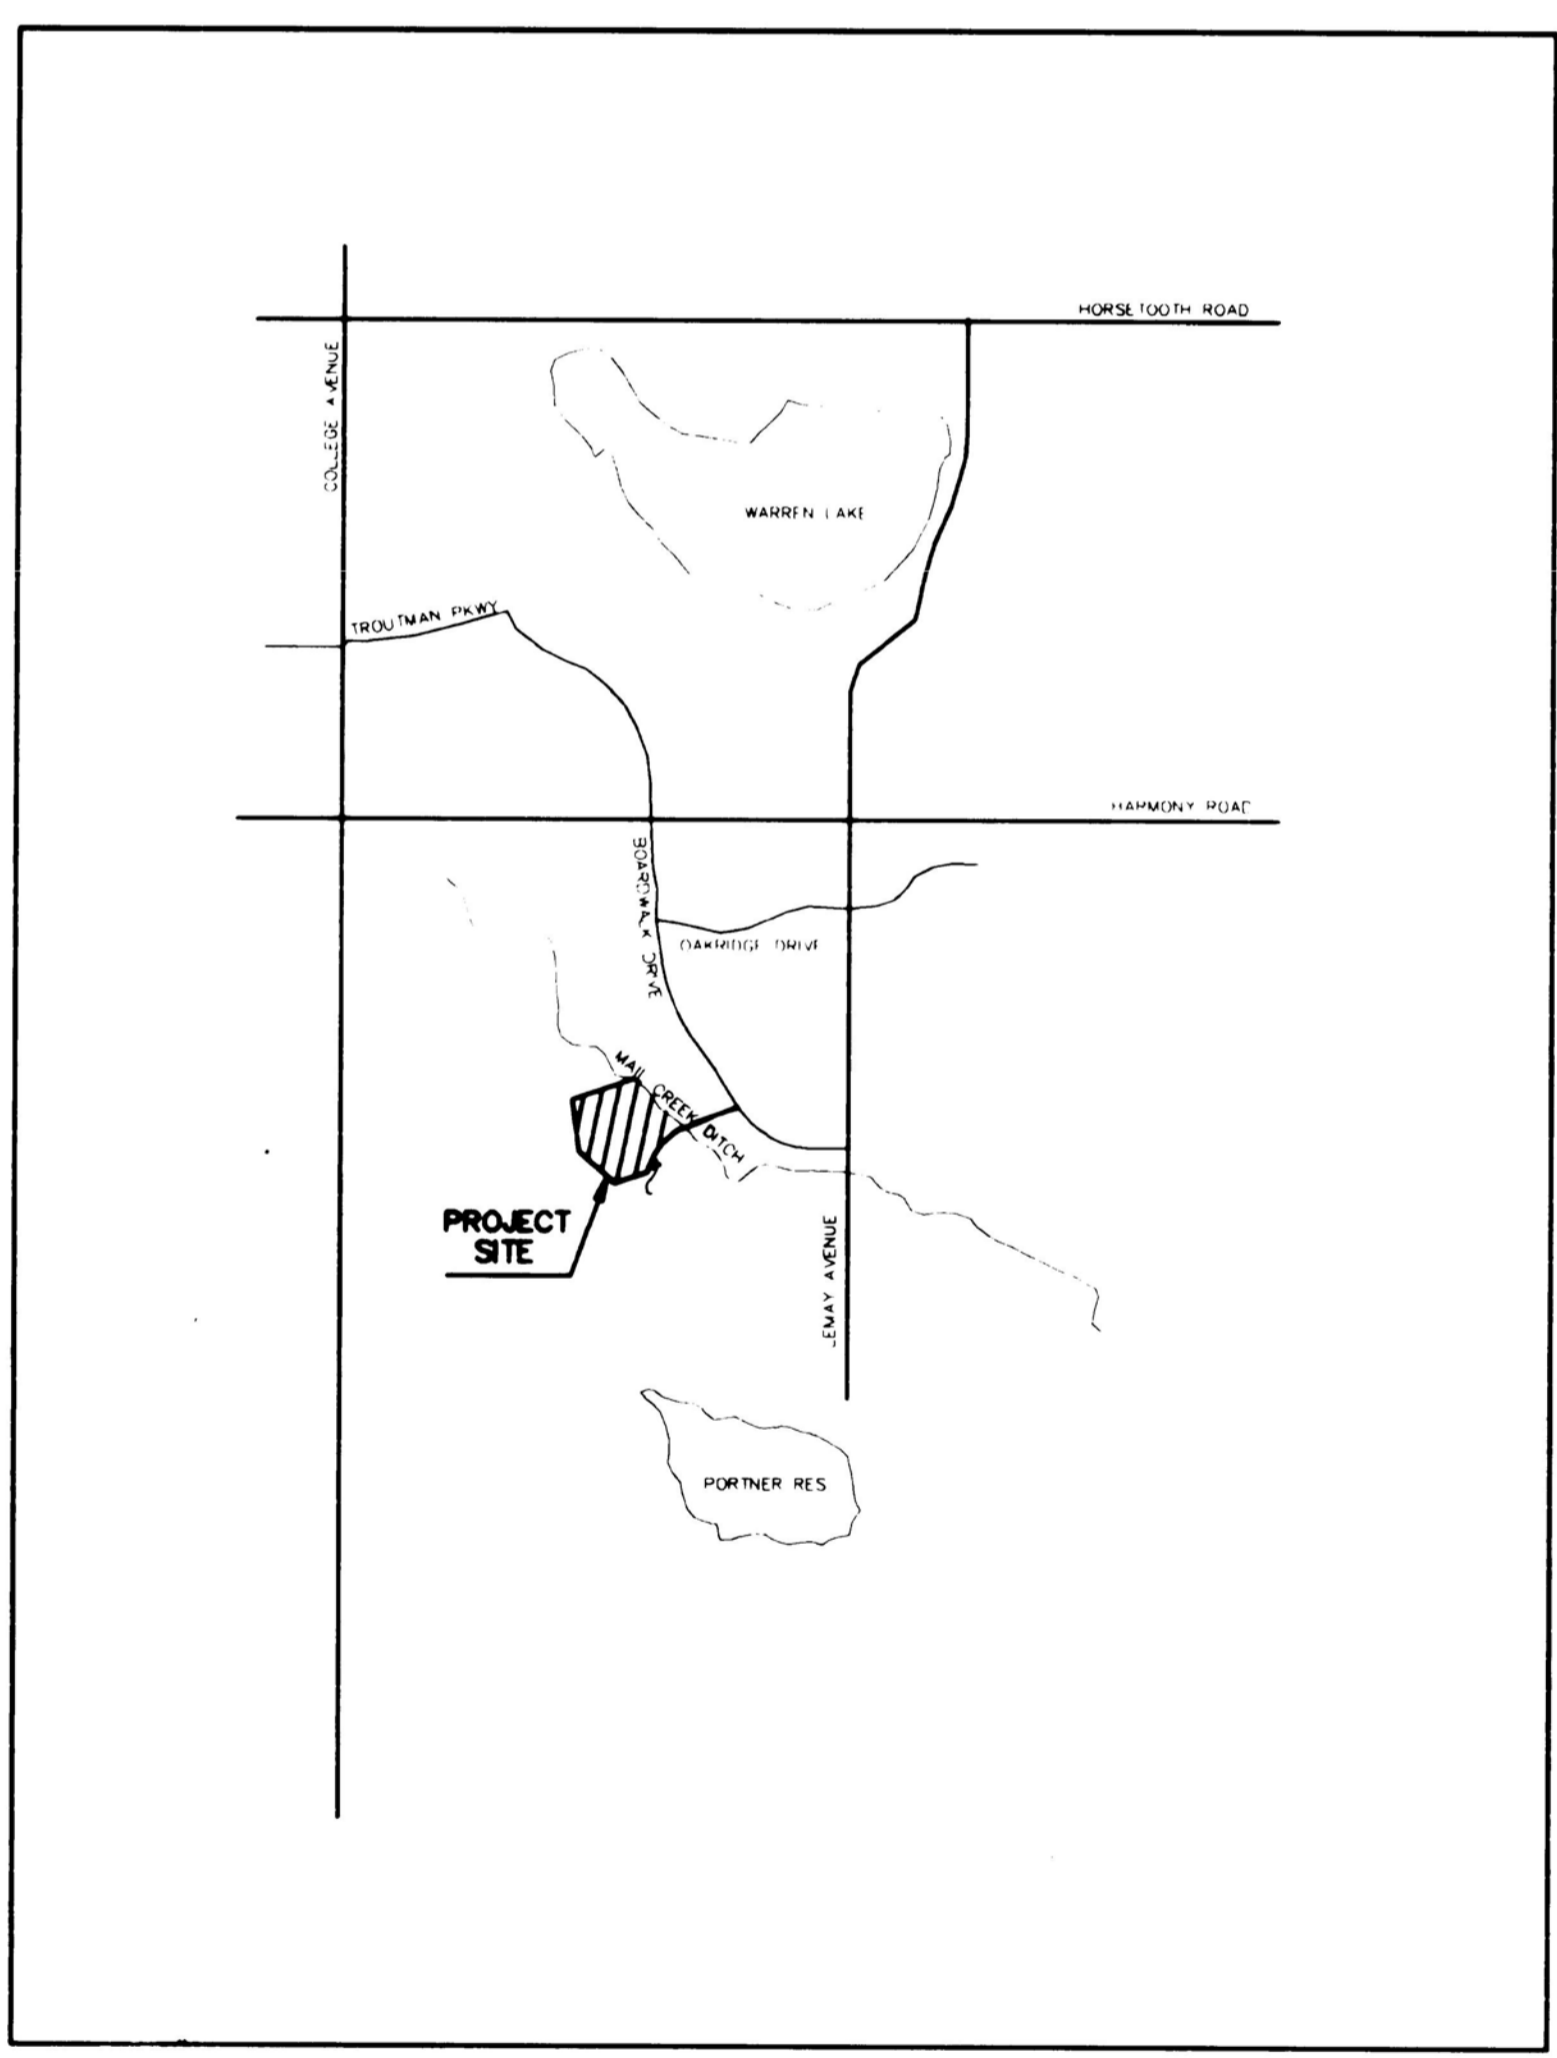 HORSETOOTH ROAD
COLLEGE AVENUE
WARREN LAKE
TROUTMAN PKWY
HARMONY ROAD
BOARDWALK DRIVE
OAKRIDGE DRIVE
MAIL CREEK DITCH
PROJECT
SITE
LEMAY AVENUE
PORTNER RES